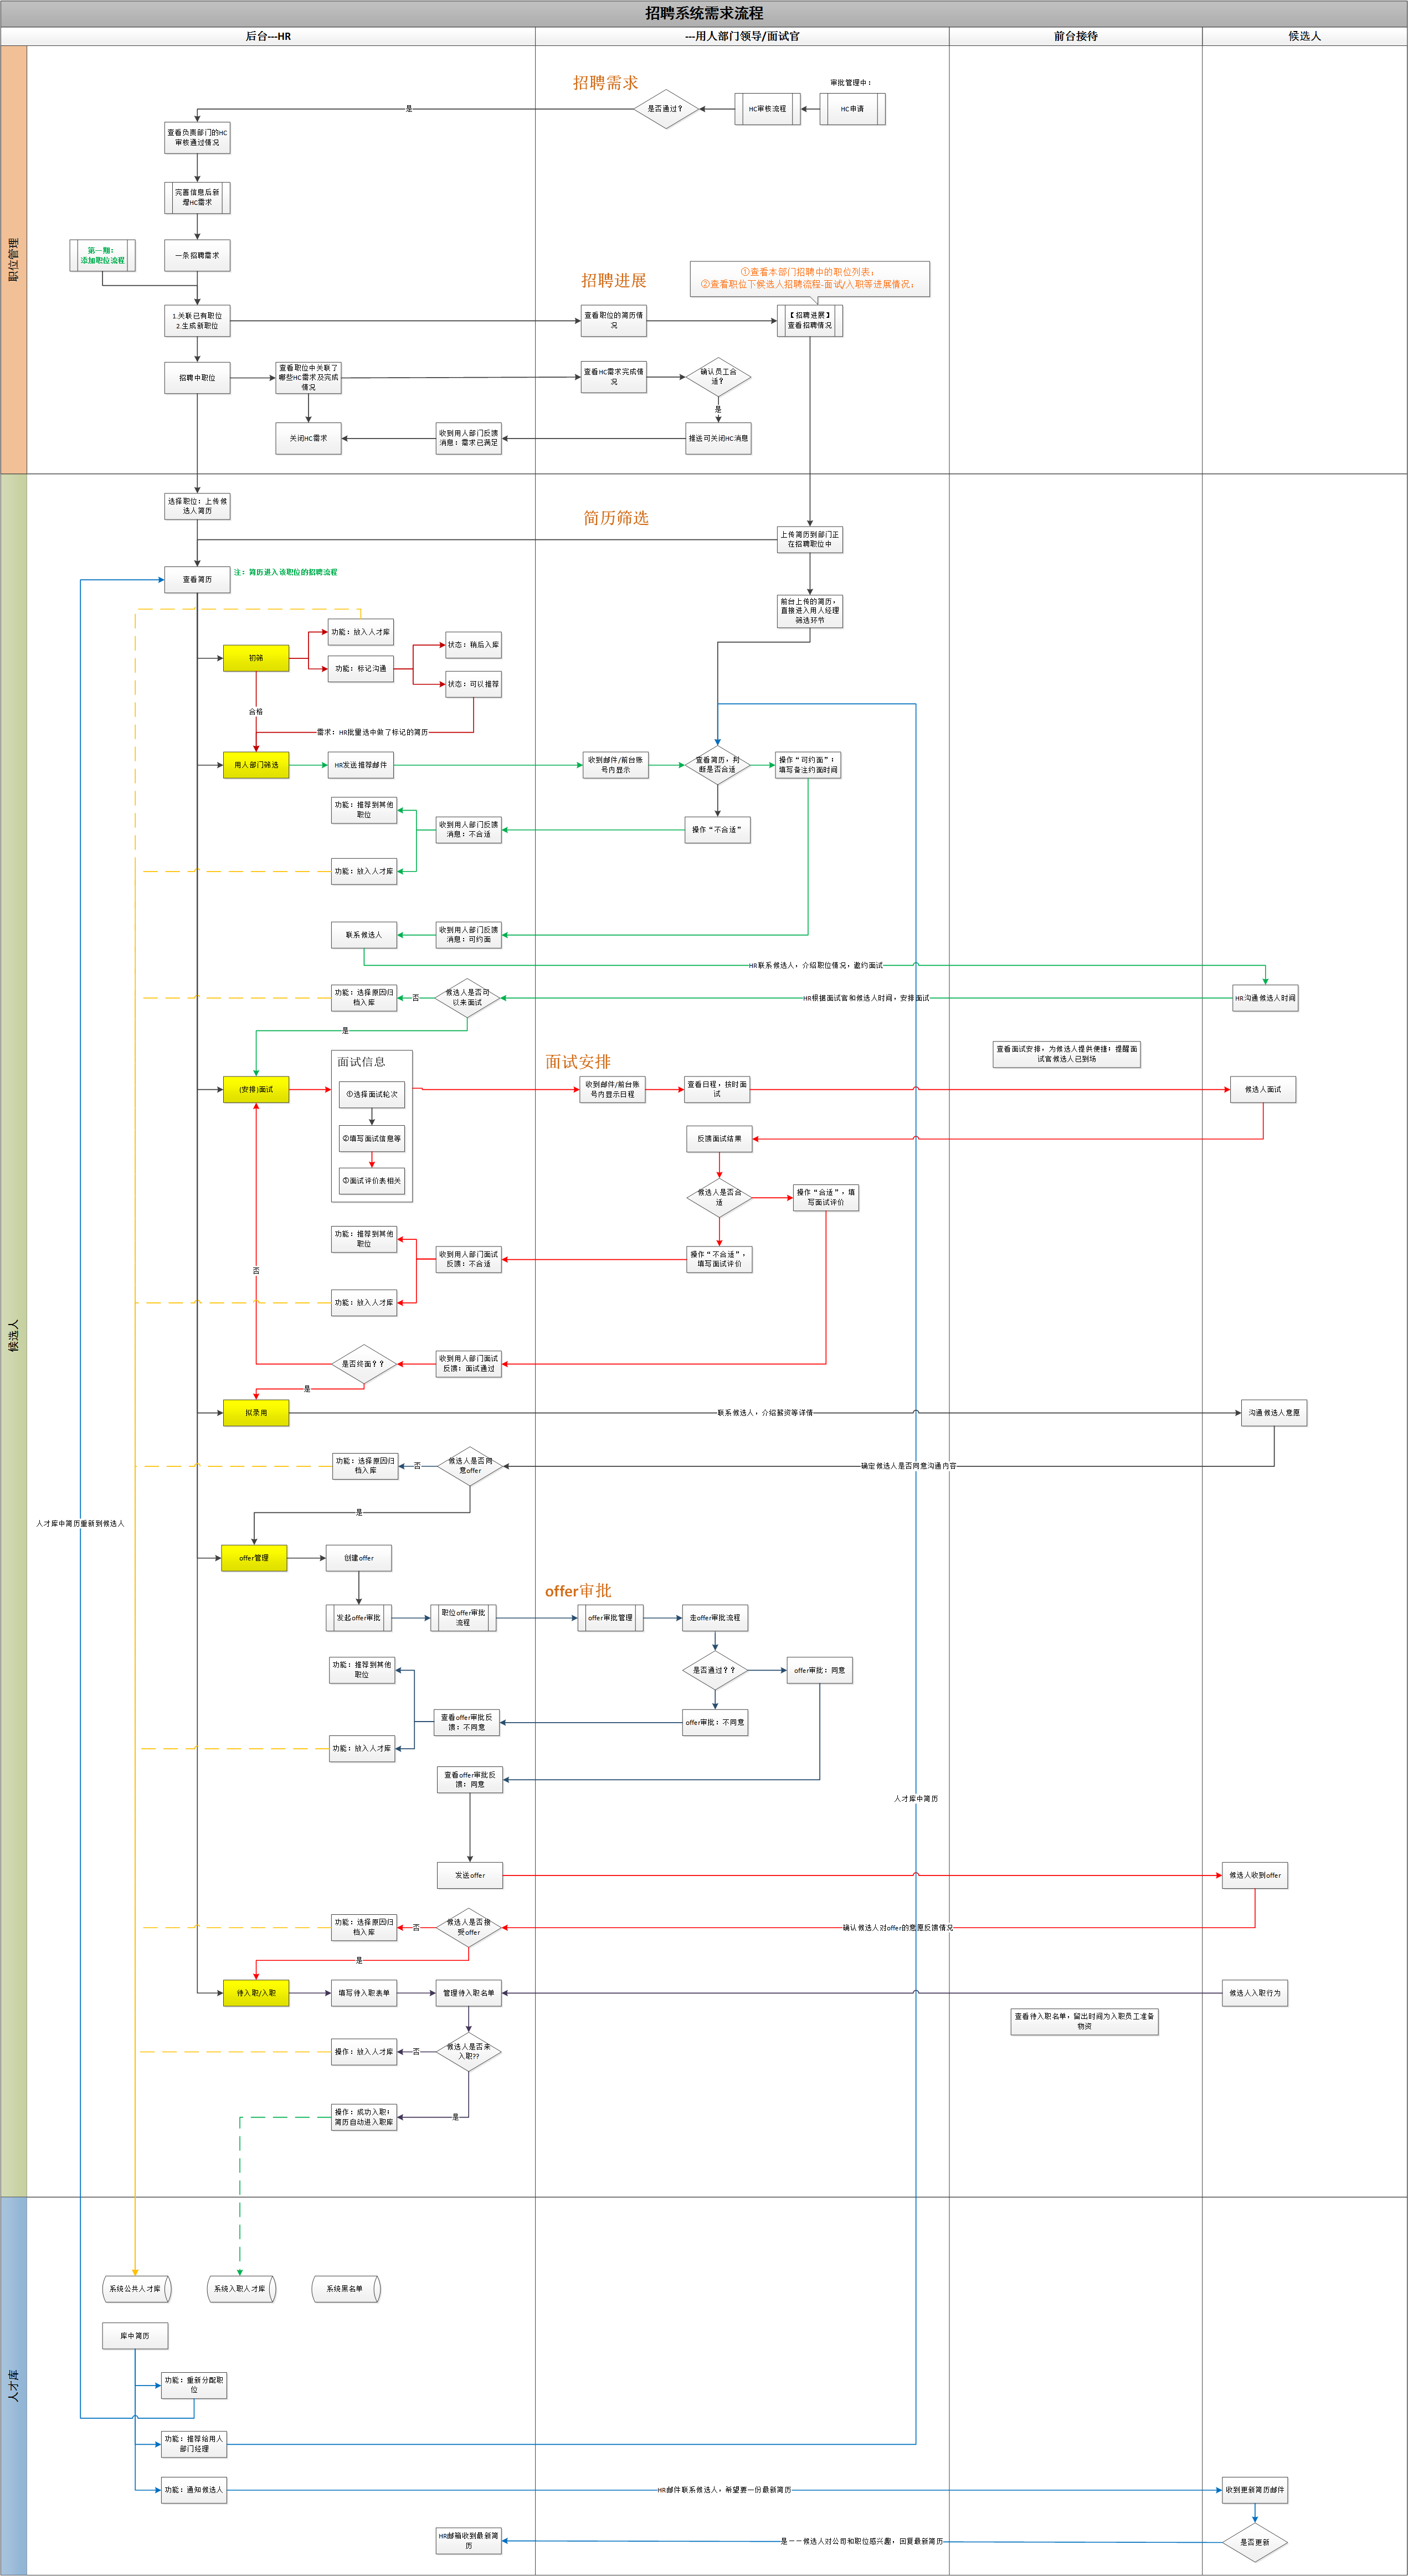 招聘系统需求流程
后台---HR
---用人部门领导/面试官
前台接待
候选人
职位管理
招聘需求
审批管理中：
是
是否通过？
HC审核流程
HC申请
查看负责部门的HC
审核通过情况
完善信息后新
增HC需求
第一期：
添加职位流程
一条招聘需求
招聘进展
①查看本部门招聘中的职位列表；
②查看职位下候选人招聘流程-面试/入职等进展情况；
1.关联已有职位
2.生成新职位
查看职位的简历情
况
【招聘进展】
查看招聘情况
招聘中职位
查看职位中关联了
哪些HC需求及完成
情况
查看HC需求完成情
况
确认员工合
适？
是
关闭HC需求
收到用人部门反馈
消息：需求已满足
推送可关闭HC消息
候选人
选择职位：上传候
选人简历
简历筛选
上传简历到部门正
在招聘职位中
查看简历
注：简历进入该职位的招聘流程
前台上传的简历，
直接进入用人经理
筛选环节
功能：放入人才库
状态：稍后入库
初筛
功能：标记沟通
状态：可以推荐
合格
需求：HR批量选中做了标记的简历
用人部门筛选
HR发送推荐邮件
收到邮件/前台账
号内显示
查看简历，判
断是否合适
操作“可约面”：
填写备注约面时间
功能：推荐到其他
职位
收到用人部门反馈
消息：不合适
操作“不合适”
功能：放入人才库
联系候选人
收到用人部门反馈
消息：可约面
HR联系候选人，介绍职位情况，邀约面试
功能：选择原因归
档入库
否
候选人是否可
以来面试
HR根据面试官和候选人时间，安排面试
HR沟通候选人时间
是
面试信息
面试安排
查看面试安排，为候选人提供便捷；提醒面
试官候选人已到场
(安排)面试
①选择面试轮次
收到邮件/前台账
号内显示日程
查看日程，按时面
试
候选人面试
②填写面试信息等
反馈面试结果
③面试评价表相关
候选人是否合
适
操作“合适”，填
写面试评价
功能：推荐到其他
职位
收到用人部门面试
反馈：不合适
操作“不合适”，
填写面试评价
否
功能：放入人才库
是否终面？？
收到用人部门面试
反馈：面试通过
是
拟录用
联系候选人，介绍薪资等详情
沟通候选人意愿
功能：选择原因归
档入库
否
候选人是否同
意offer
确定候选人是否同意沟通内容
是
人才库中简历重新到候选人
offer管理
创建offer
offer审批
发起offer审批
职位offer审批
流程
offer审批管理
走offer审批流程
功能：推荐到其他
职位
是否通过？？
offer审批：同意
查看offer审批反
馈：不同意
offer审批：不同意
功能：放入人才库
查看offer审批反
馈：同意
人才库中简历
发送offer
候选人收到offer
功能：选择原因归
档入库
否
候选人是否接
受offer
确认候选人对offer的意愿反馈情况
是
待入职/入职
填写待入职表单
管理待入职名单
候选人入职行为
查看待入职名单，留出时间为入职员工准备
物资
操作：放入人才库
否
候选人是否来
入职??
操作：成功入职；
简历自动进入职库
是
人才库
系统公共人才库
系统入职人才库
系统黑名单
库中简历
功能：重新分配职
位
功能：推荐给用人
部门经理
功能：通知候选人
HR邮件联系候选人，希望要一份最新简历
收到更新简历邮件
HR邮箱收到最新简
历
是－－候选人对公司和职位感兴趣，回复最新简历
是否更新